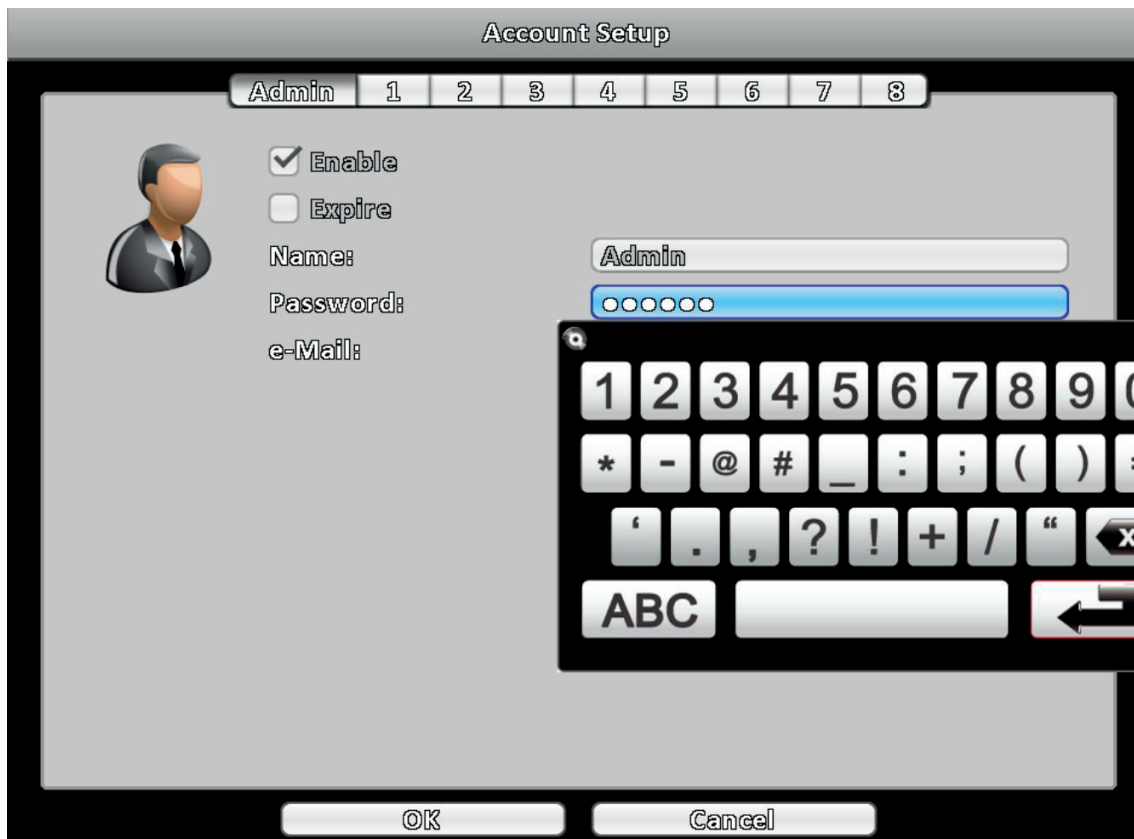 Account Setup
Admin 1 2 3 4 5 6 7 8
Enable
Expire
Name: Admin
Password: ○○○○○○
e-Mail:
1 2 3 4 5 6 7 8 9 0
* - @ # _ : ; ( )
‘ . , ? ! + / “ X
ABC
OK Cancel